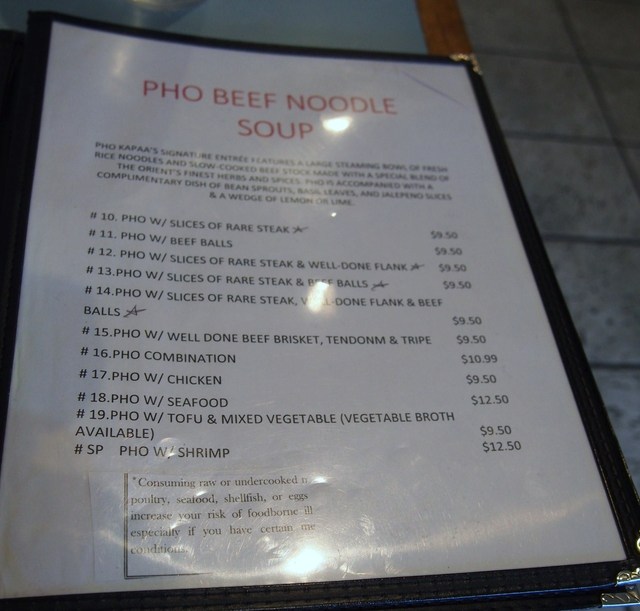 PHO BEEF NOODLE
SOUP
PHO KAPAA'S SIGNATURE ENTRÉE FEATURES A LARGE STEAMING BOWL OF FRESH
RICE NOODLES AND SLOW-COOKED BEEF STOCK MADE WITH A SPECIAL BLEND OF
THE ORIENT'S FINEST HERBS AND SPICES. PHO IS ACCOMPANIED WITH A
COMPLIMENTARY DISH OF BEAN SPROUTS, BASIL LEAVES, AND JALEPENO SLICES
& A WEDGE OF LEMON OR LIME.
# 10. PHO W/ SLICES OF RARE STEAK $9.50
# 11. PHO W/ BEEF BALLS $9.50
# 12. PHO W/ SLICES OF RARE STEAK & WELL-DONE FLANK $9.50
# 13.PHO W/ SLICES OF RARE STEAK & BEEF BALLS $9.50
# 14.PHO W/ SLICES OF RARE STEAK, WELL-DONE FLANK & BEEF
BALLS $9.50
# 15.PHO W/ WELL DONE BEEF BRISKET, TENDONM & TRIPE $9.50
# 16.PHO COMBINATION $10.99
# 17.PHO W/ CHICKEN $9.50
# 18.PHO W/ SEAFOOD $12.50
# 19.PHO W/ TOFU & MIXED VEGETABLE (VEGETABLE BROTH
AVAILABLE) $9.50
# SP PHO W/ SHRIMP $12.50
*Consuming raw or undercooked
poultry, seafood, shellfish, or eggs
increase your risk of foodborne ill
especially if you have certain me
conditions.